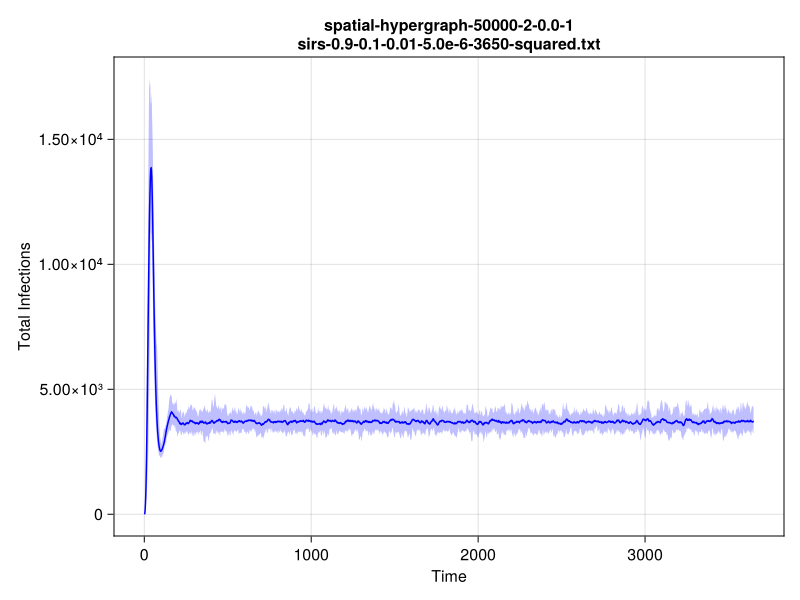 spatial-hypergraph-50000-2-0.0-1
sirs-0.9-0.1-0.01-5.0e-6-3650-squared.txt
1.50×10⁴
1.00×10⁴
5.00×10³
0
Total Infections
0 1000 2000 3000
Time